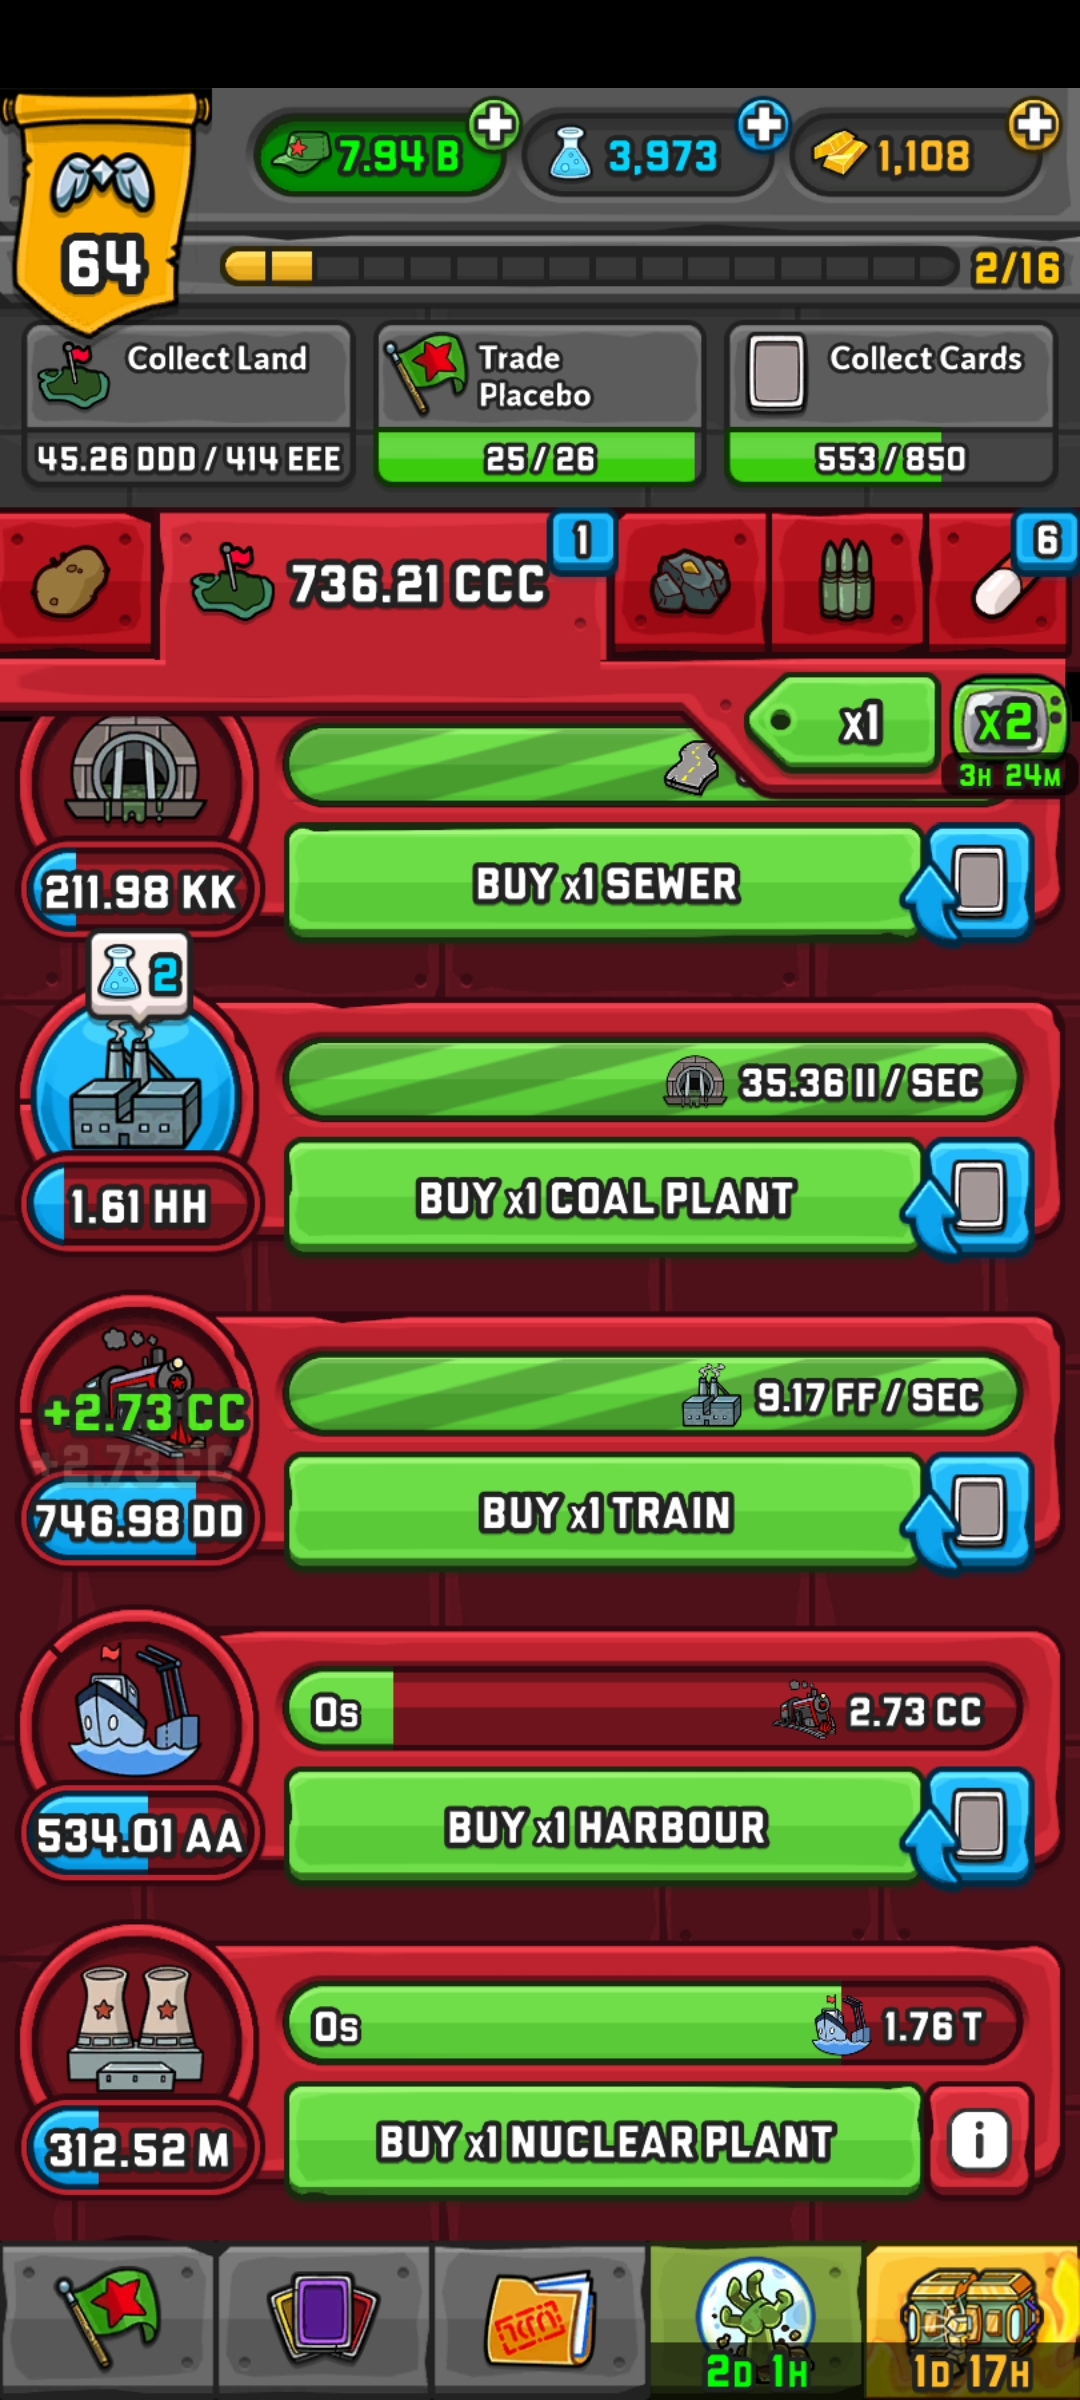 7.94 B
3,973
1,108
64
2/16
Collect Land
45.26 DDD / 414 EEE
Trade
Placebo
25 / 26
Collect Cards
553 / 850
736.21 CCC
1
6
x1
x2
3H 24M
211.98 KK
BUY x1 SEWER
2
35.36 II / SEC
1.61 HH
BUY x1 COAL PLANT
+2.73 CC
+2.73 CC
9.17 FF / SEC
746.98 DD
BUY x1 TRAIN
0s
2.73 CC
534.01 AA
BUY x1 HARBOUR
0s
1.76 T
312.52 M
BUY x1 NUCLEAR PLANT
i
2D 1H
1D 17H